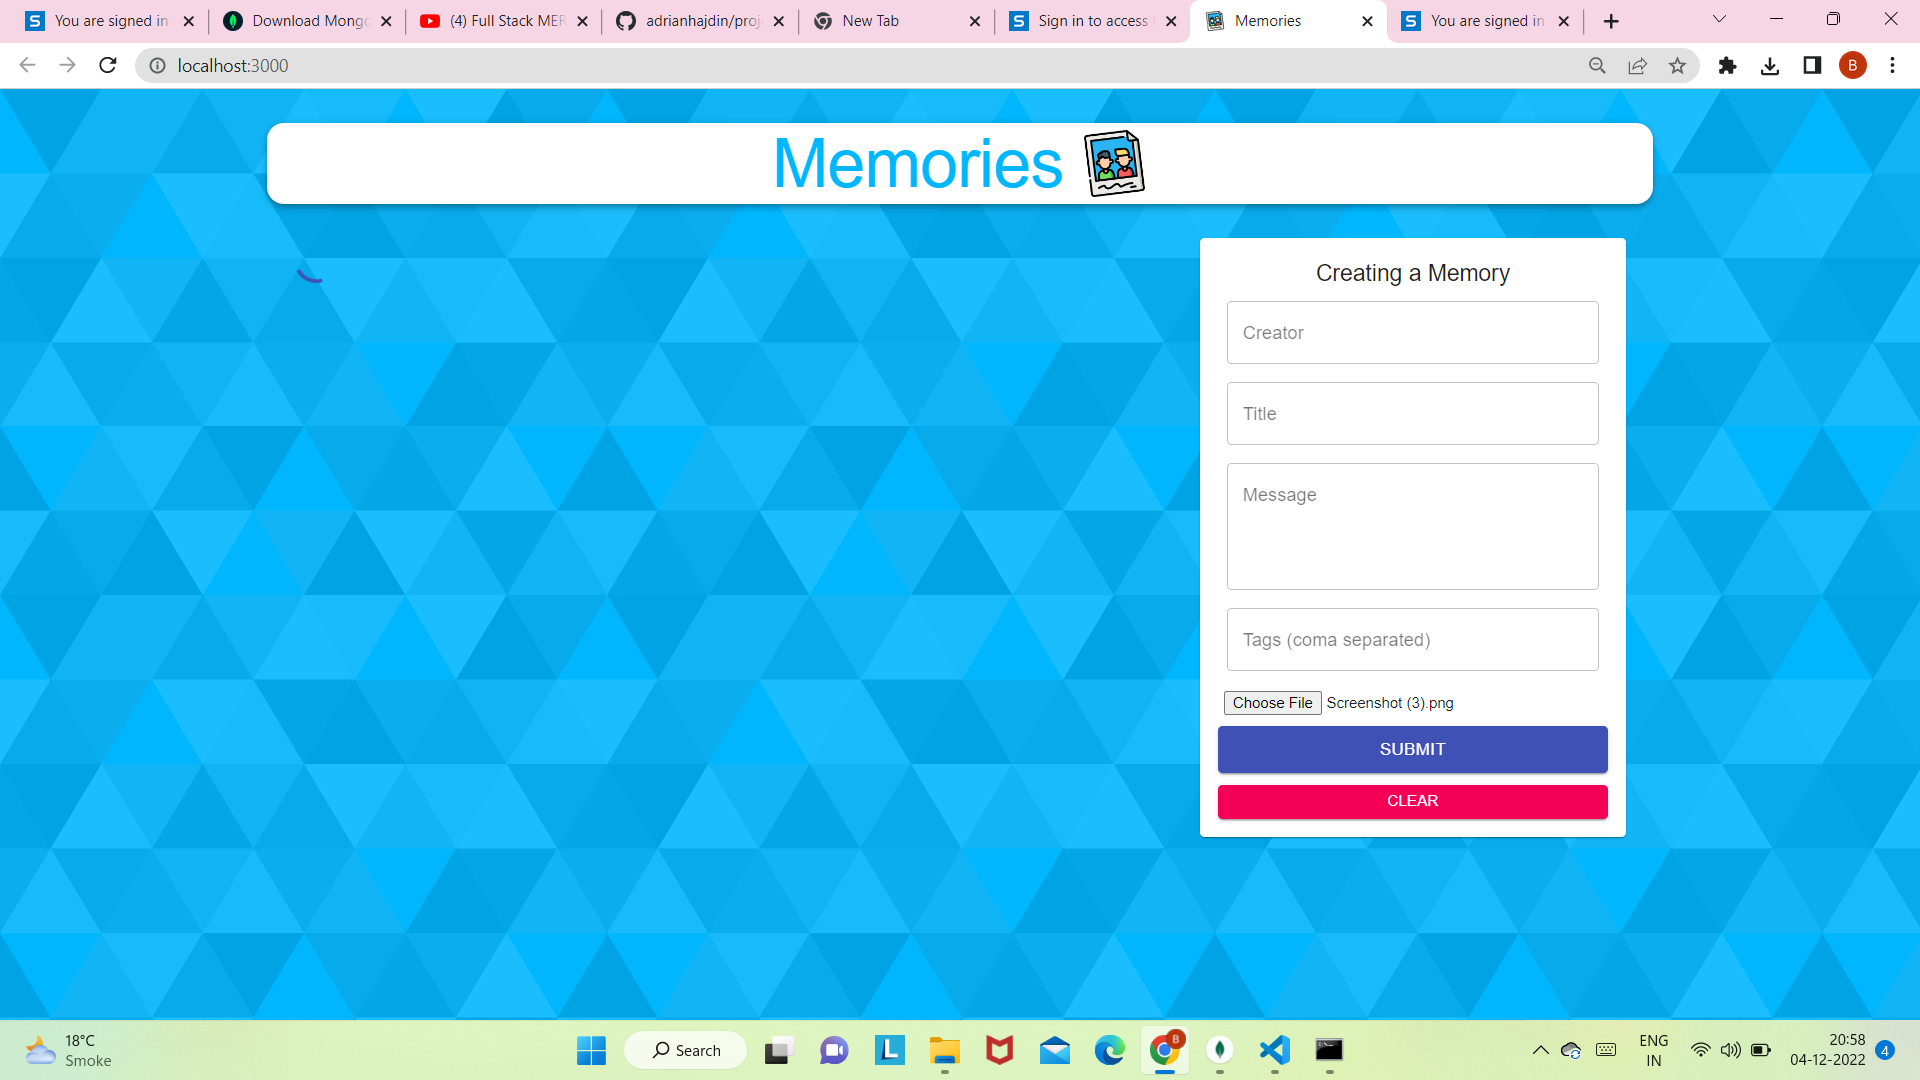 You are signed in
Download Mongo
(4) Full Stack MER
adrianhajdin/proj
New Tab
Sign in to access t
Memories
You are signed in
localhost:3000
B
Memories
Creating a Memory
Creator
Title
Message
Tags (coma separated)
Choose File Screenshot (3).png
SUBMIT
CLEAR
18°C
Smoke
Search
L
B
ENG
IN
20:58
04-12-2022
4